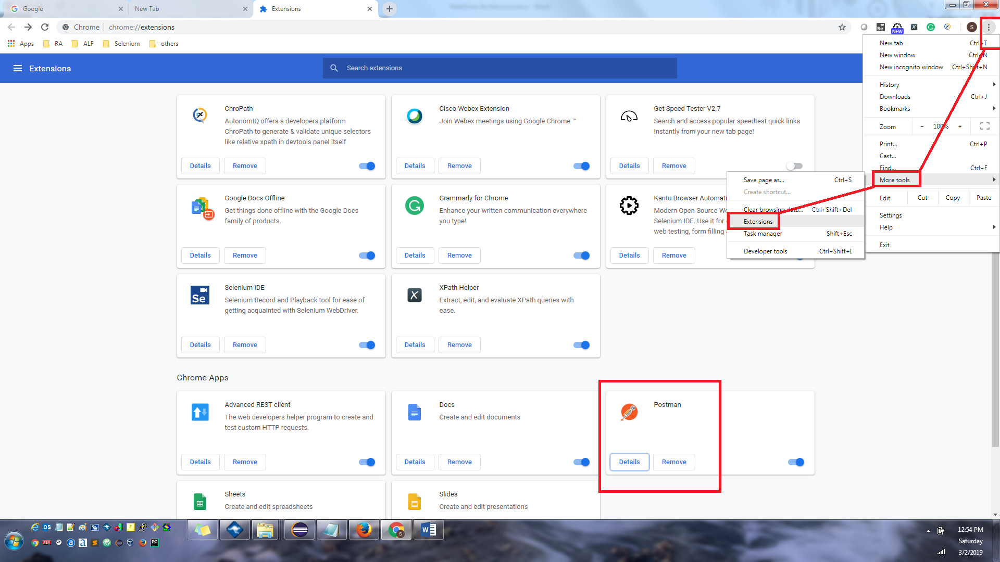 Google
New Tab
Extensions
Chrome
chrome://extensions
Se
NEW
X
S
Apps
RA
ALF
Selenium
others
Extensions
Search extensions
New tab Ctrl+T
New window Ctrl+N
New incognito window Ctrl+Shift+N
History
Downloads Ctrl+J
Bookmarks
Zoom - 100% +
Print... Ctrl+P
Cast...
Find... Ctrl+F
More tools
Edit Cut Copy Paste
Settings
Help
Exit
Save page as... Ctrl+S
Create shortcut...
Clear browsing data... Ctrl+Shift+Del
Extensions
Task manager Shift+Esc
Developer tools Ctrl+Shift+I
ChroPath
AutonomIQ offers a developers platform
ChroPath to generate & validate unique selectors
like relative xpath in devtools panel itself
Details Remove
Cisco Webex Extension
Join Webex meetings using Google Chrome ™
Details Remove
Get Speed Tester V2.7
Search and access popular speedtest quick links
instantly from your new tab page!
Details Remove
Google Docs Offline
Get things done offline with the Google Docs
family of products.
Details Remove
Grammarly for Chrome
Enhance your written communication everywhere
you type!
Details Remove
Kantu Browser Automati
Modern Open-Source We
Selenium IDE. Use it for
web testing, form filling
Details Remove
Se
Selenium IDE
Selenium Record and Playback tool for ease of
getting acquainted with Selenium WebDriver.
Details Remove
X
XPath Helper
Extract, edit, and evaluate XPath queries with
ease.
Details Remove
Chrome Apps
Advanced REST client
The web developers helper program to create and
test custom HTTP requests.
Details Remove
Docs
Create and edit documents
Details Remove
Postman
Details Remove
Sheets
Create and edit spreadsheets
Slides
Create and edit presentations
RSA
PC
S
W
12:54 PM
Saturday
3/2/2019